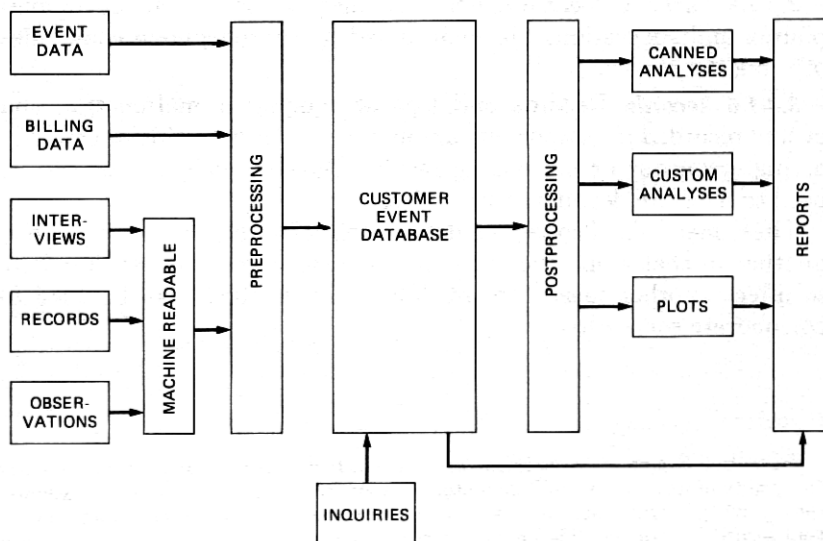 EVENT
DATA
BILLING
DATA
INTER-
VIEWS
RECORDS
OBSER-
VATIONS
MACHINE READABLE
PREPROCESSING
CUSTOMER
EVENT
DATABASE
INQUIRIES
POSTPROCESSING
CANNED
ANALYSES
CUSTOM
ANALYSES
PLOTS
REPORTS